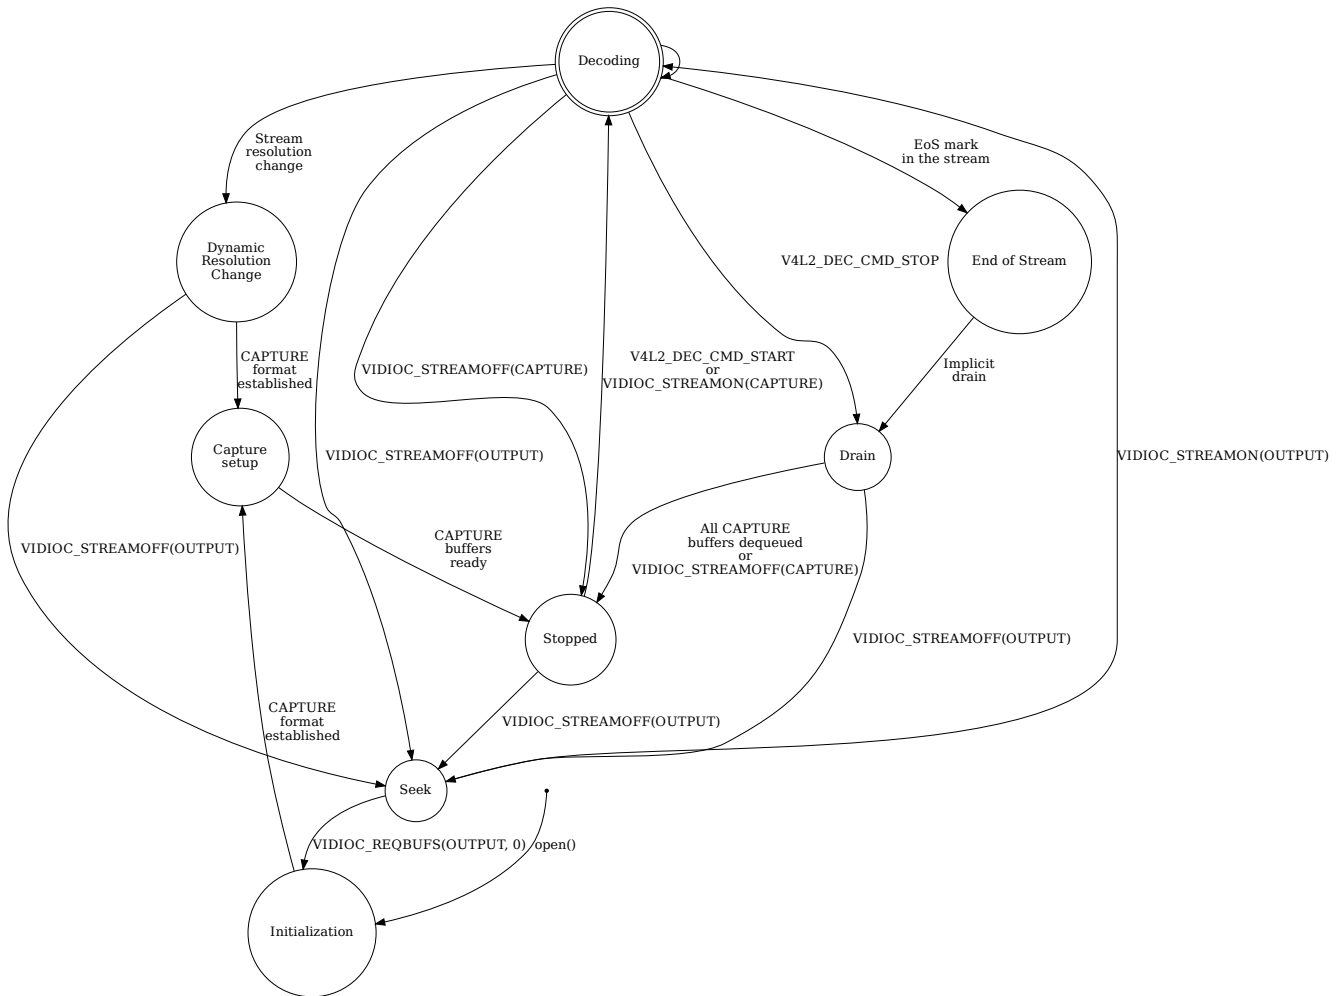 Decoding
Stream
resolution
change
EoS mark
in the stream
Dynamic
Resolution
Change
V4L2_DEC_CMD_STOP
End of Stream
CAPTURE
format
established
VIDIOC_STREAMOFF(CAPTURE)
V4L2_DEC_CMD_START
or
VIDIOC_STREAMON(CAPTURE)
Implicit
drain
Capture
setup
VIDIOC_STREAMOFF(OUTPUT)
Drain
VIDIOC_STREAMON(OUTPUT)
VIDIOC_STREAMOFF(OUTPUT)
CAPTURE
buffers
ready
All CAPTURE
buffers dequeued
or
VIDIOC_STREAMOFF(CAPTURE)
Stopped
VIDIOC_STREAMOFF(OUTPUT)
CAPTURE
format
established
VIDIOC_STREAMOFF(OUTPUT)
Seek
VIDIOC_REQBUFS(OUTPUT, 0)
open()
Initialization